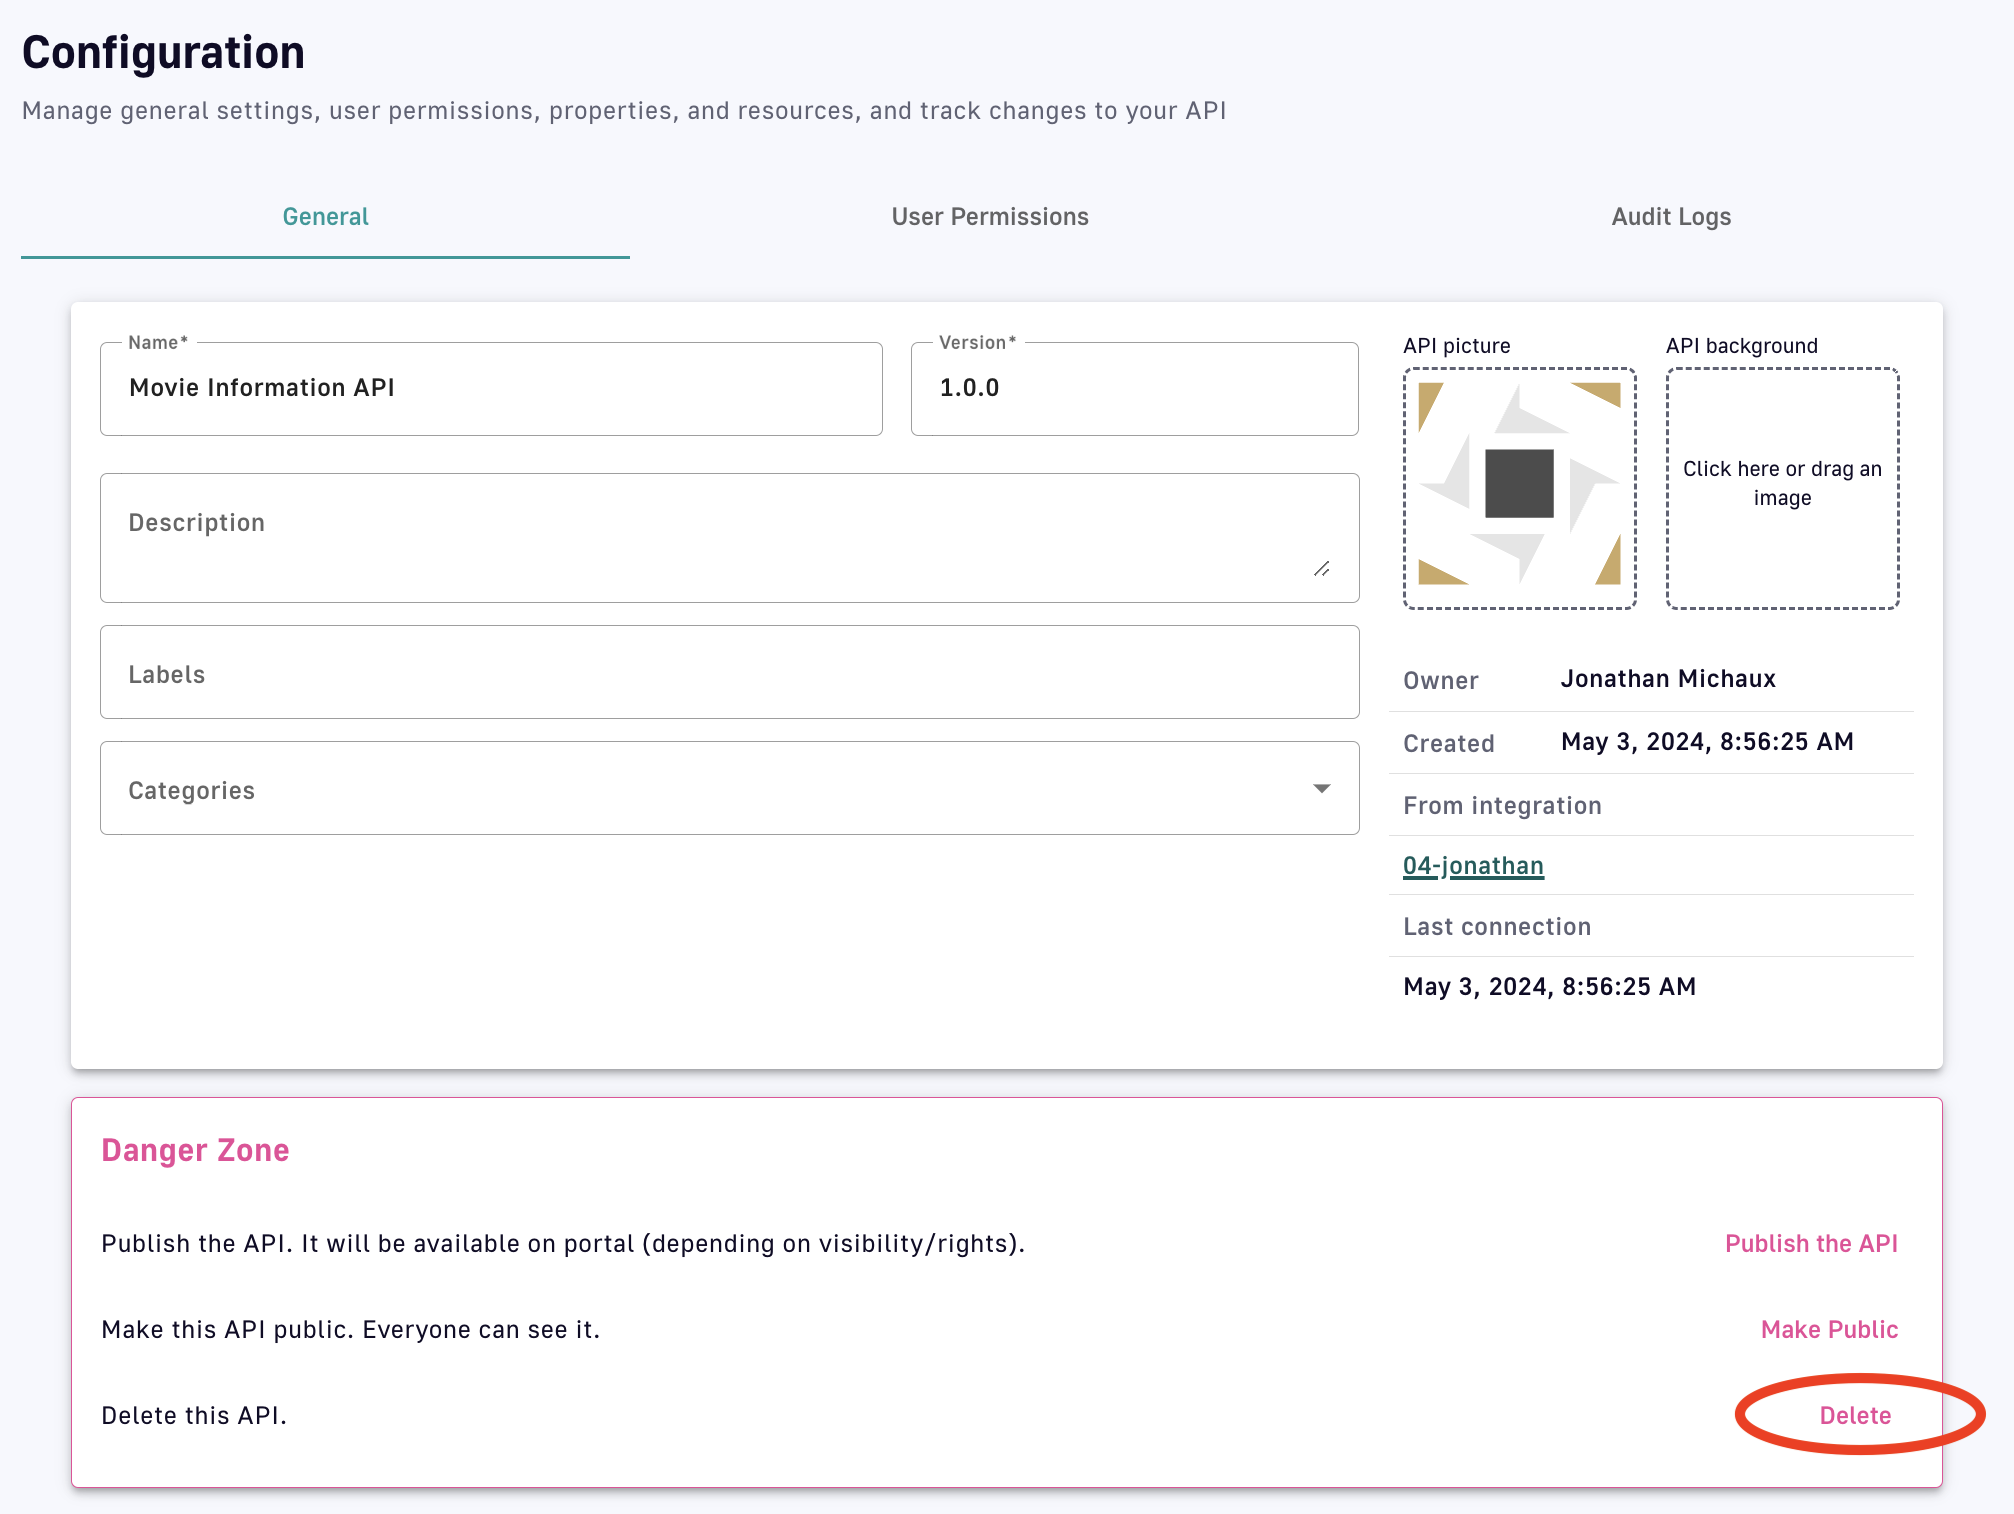 Configuration
Manage general settings, user permissions, properties, and resources, and track changes to your API
General
User Permissions
Audit Logs
Name*
Movie Information API
Version*
1.0.0
Description
Labels
Categories
API picture
API background
Click here or drag an
image
Owner
Jonathan Michaux
Created
May 3, 2024, 8:56:25 AM
From integration
04-jonathan
Last connection
May 3, 2024, 8:56:25 AM
Danger Zone
Publish the API. It will be available on portal (depending on visibility/rights).
Publish the API
Make this API public. Everyone can see it.
Make Public
Delete this API.
Delete